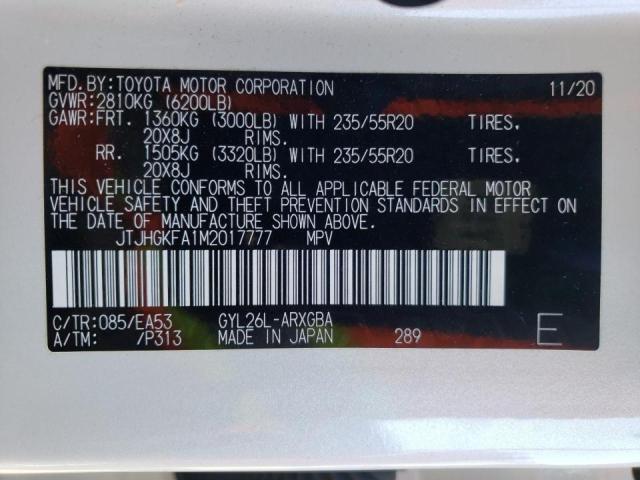 MFD.BY:TOYOTA MOTOR CORPORATION 11/20
GVWR:2810KG (6200LB)
GAWR:FRT. 1360KG (3000LB) WITH 235/55R20 TIRES.
20X8J RIMS.
RR. 1505KG (3320LB) WITH 235/55R20 TIRES.
20X8J RIMS.
THIS VEHICLE CONFORMS TO ALL APPLICABLE FEDERAL MOTOR
VEHICLE SAFETY AND THEFT PREVENTION STANDARDS IN EFFECT ON
THE DATE OF MANUFACTURE SHOWN ABOVE.
JTJHGKFA1M2017777 MPV
C/TR:085/EA53 GYL26L-ARXGBA
A/TM: /P313 MADE IN JAPAN 289 E